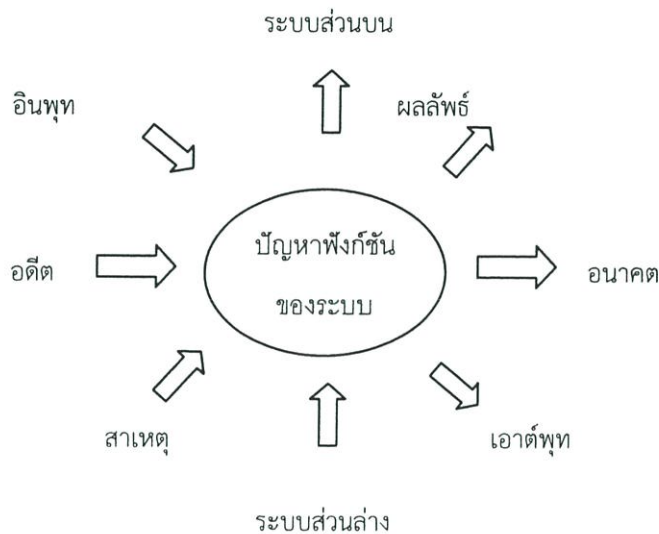 ระบบส่วนบน
อินพุท
ผลลัพธ์
ปัญหาฟังก์ชัน
ของระบบ
อดีต
อนาคต
สาเหตุ
เอาต์พุท
ระบบส่วนล่าง